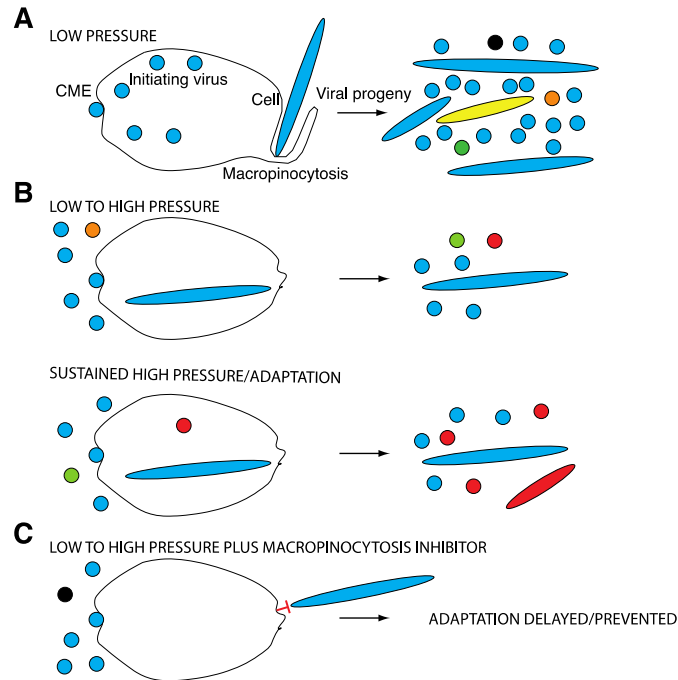 A
LOW PRESSURE
Initiating virus
CME
Cell
Viral progeny
Macropinocytosis
B
LOW TO HIGH PRESSURE
SUSTAINED HIGH PRESSURE/ADAPTATION
C
LOW TO HIGH PRESSURE PLUS MACROPINOCYTOSIS INHIBITOR
ADAPTATION DELAYED/PREVENTED